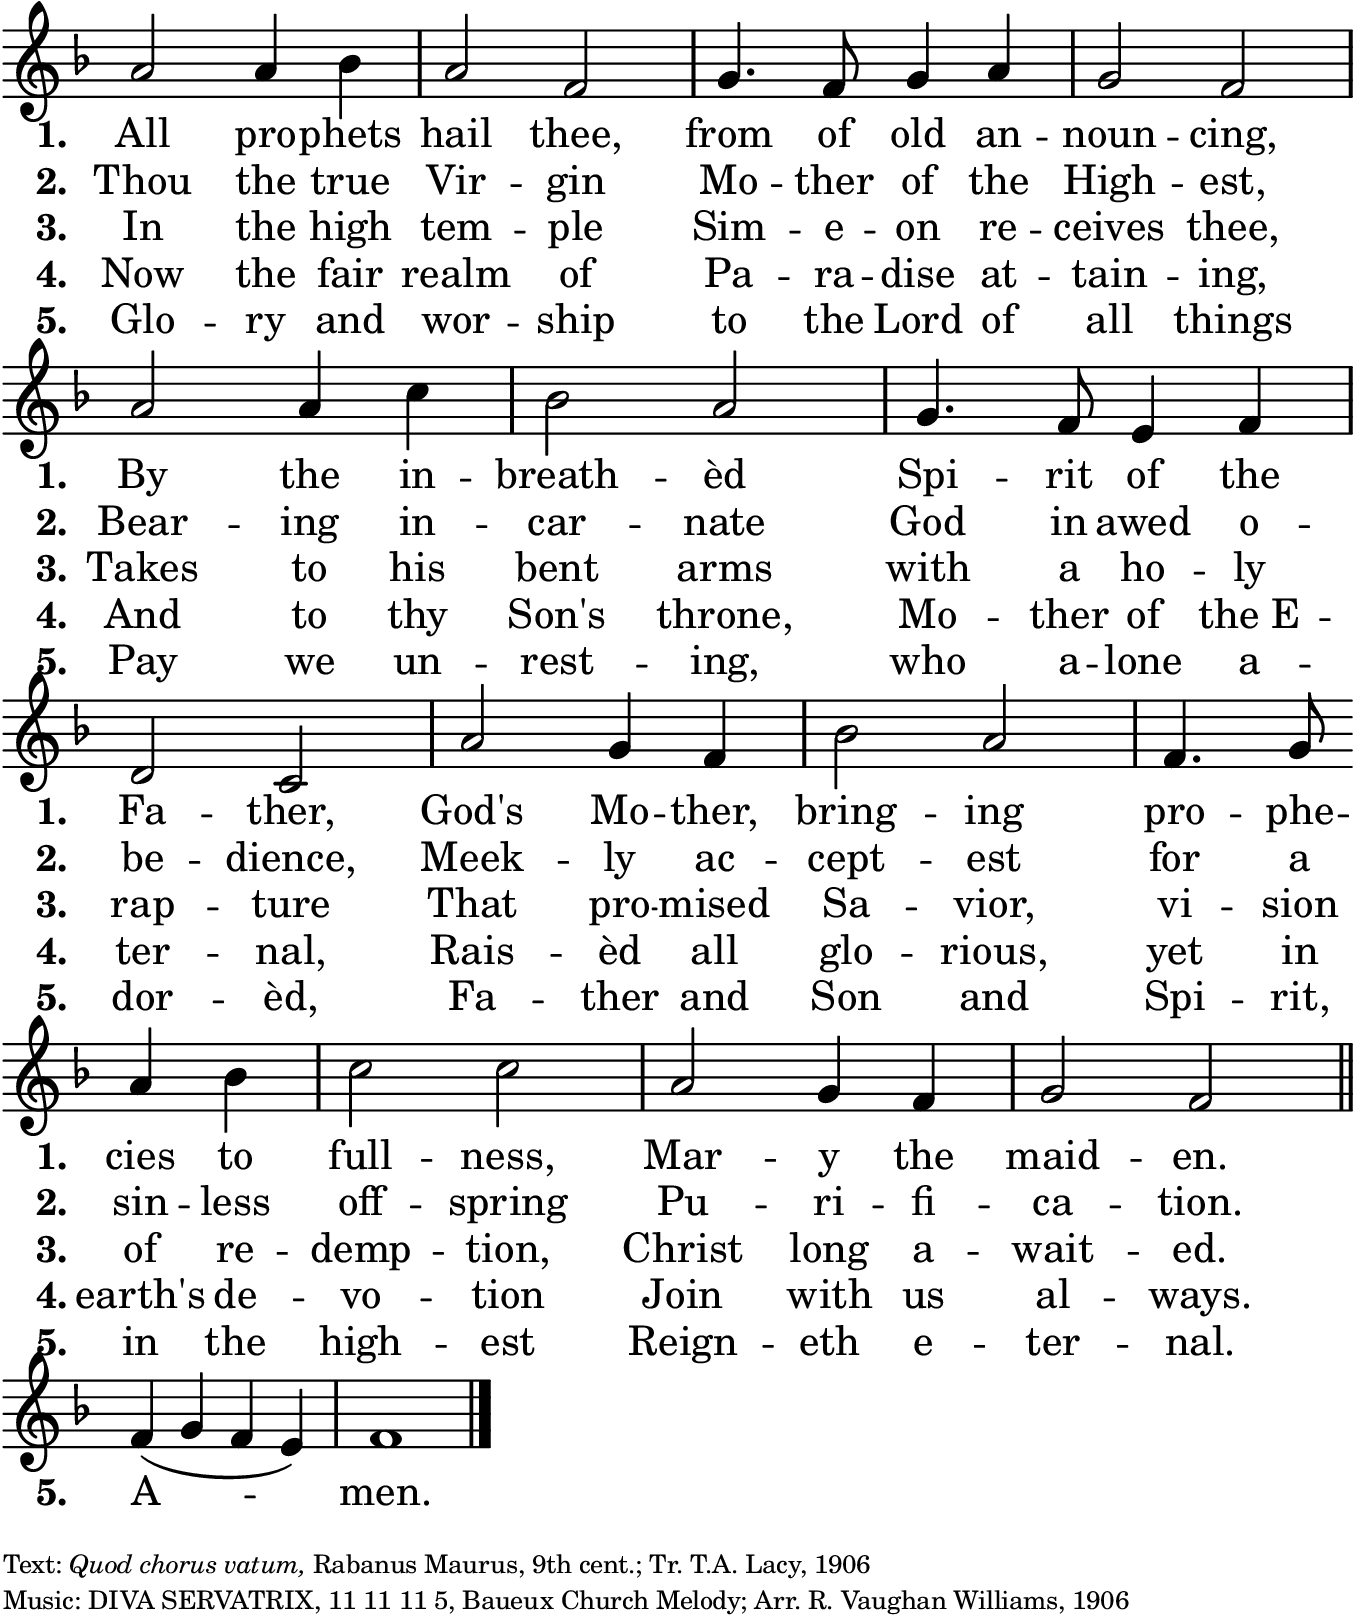 1. All prophets hail thee, from of old an - noun - cing,
2. Thou the true Vir - gin Mo - ther of the High - est,
3. In the high tem - ple Sim - e - on re - ceives thee,
4. Now the fair realm of Pa - ra - dise at - tain - ing,
5. Glo - ry and wor - ship to the Lord of all things
1. By the in - breath - èd Spi - rit of the
2. Bear - ing in - car - nate God in awed o -
3. Takes to his bent arms with a ho - ly
4. And to thy Son's throne, Mo - ther of the E -
5. Pay we un - rest - ing, who a - lone a -
1. Fa - ther, God's Mo - ther, bring - ing pro - phe -
2. be - dience, Meek - ly ac - cept - est for a
3. rap - ture That pro - mised Sa - vior, vi - sion
4. ter - nal, Rais - èd all glo - rious, yet in
5. dor - èd, Fa - ther and Son and Spi - rit,
1. cies to full - ness, Mar - y the maid - en.
2. sin - less off - spring Pu - ri - fi - ca - tion.
3. of re - demp - tion, Christ long a - wait - ed.
4. earth's de - vo - tion Join with us al - ways.
5. in the high - est Reign - eth e - ter - nal.
5. A - men.
Text: Quod chorus vatum, Rabanus Maurus, 9th cent.; Tr. T.A. Lacy, 1906
Music: DIVA SERVATRIX, 11 11 11 5, Baueux Church Melody; Arr. R. Vaughan Williams, 1906